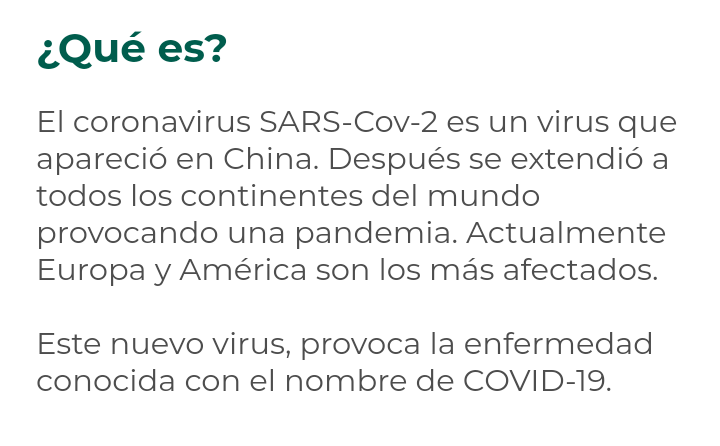 ¿Qué es?
El coronavirus SARS-Cov-2 es un virus que
apareció en China. Después se extendió a
todos los continentes del mundo
provocando una pandemia. Actualmente
Europa y América son los más afectados.
Este nuevo virus, provoca la enfermedad
conocida con el nombre de COVID-19.